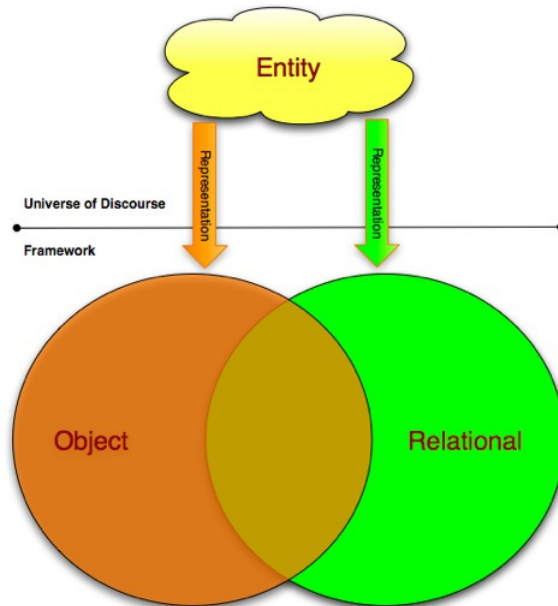 Entity
Representation
Representation
Universe of Discourse
Framework
Object
Relational